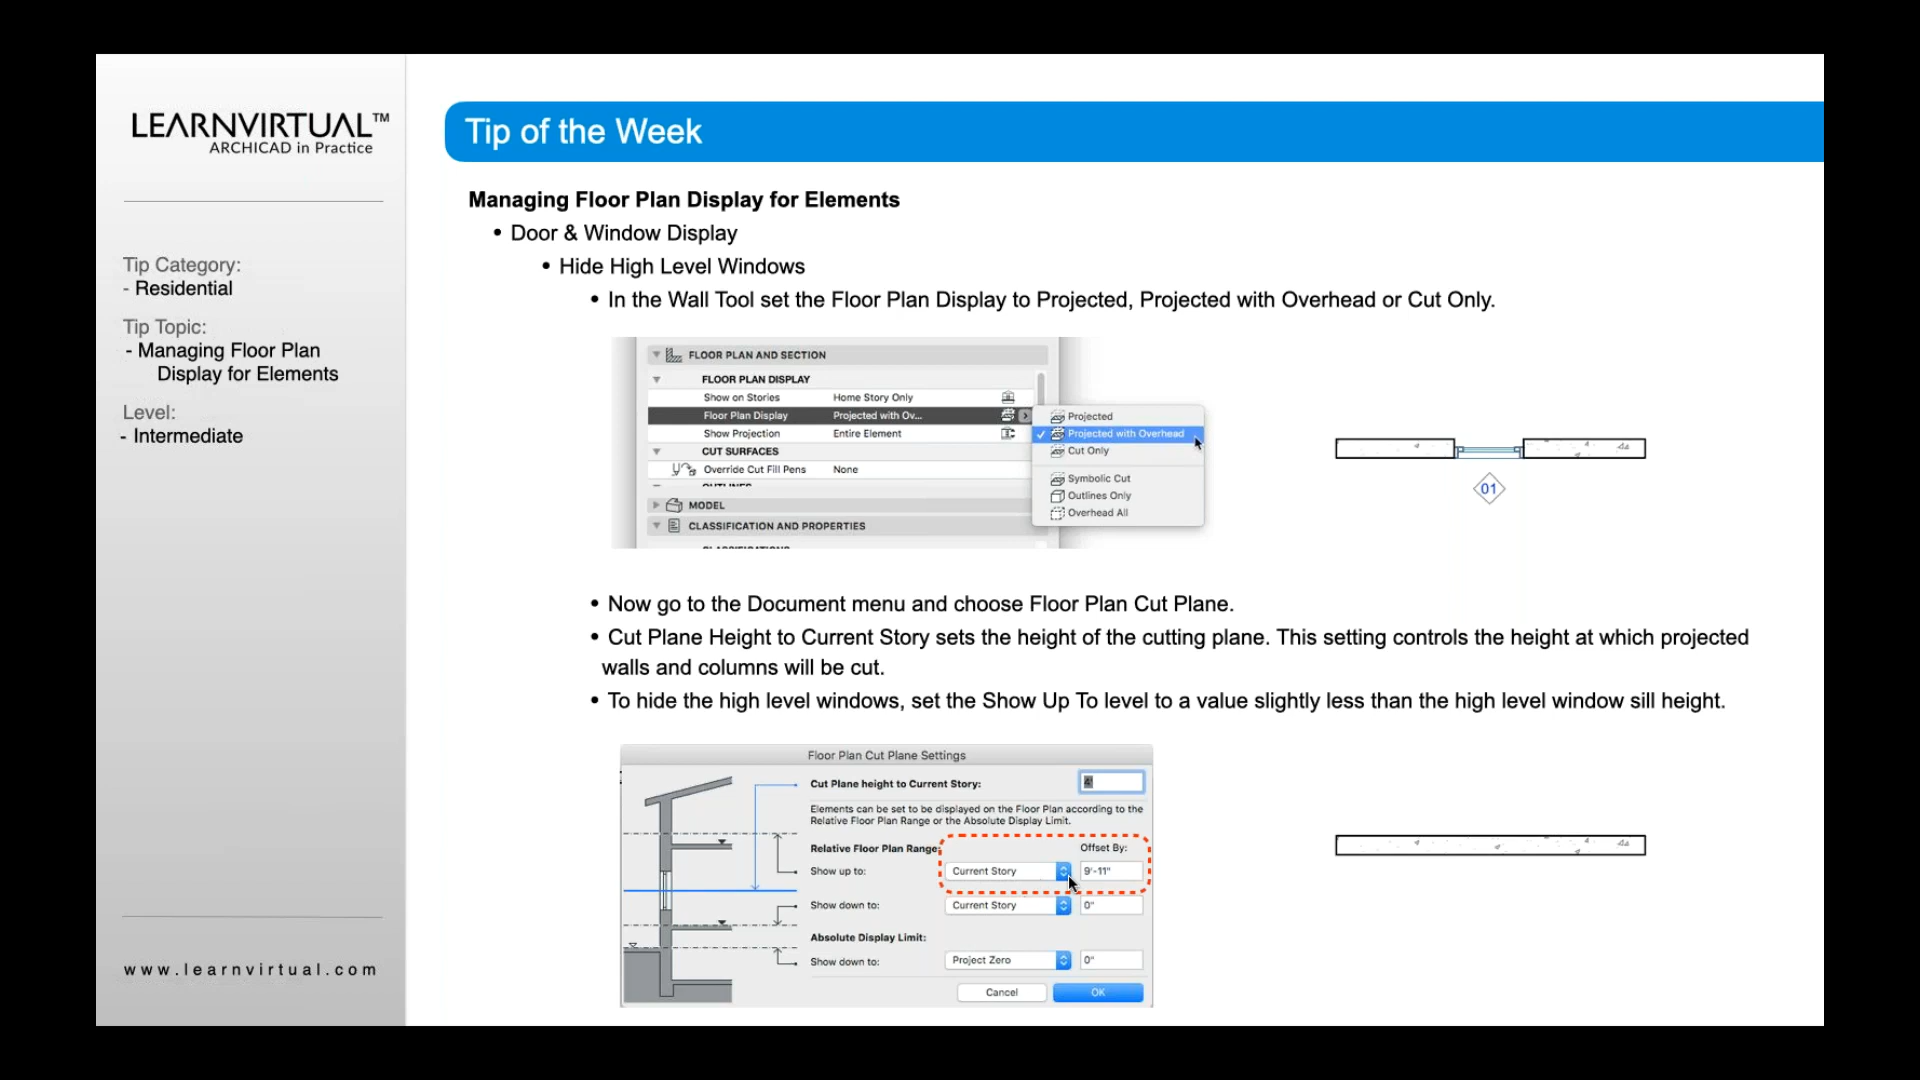 LEARNVIRTUAL™
ARCHICAD in Practice
Tip Category:
- Residential
Tip Topic:
- Managing Floor Plan
Display for Elements
Level:
- Intermediate
www.learnvirtual.com
Tip of the Week
Managing Floor Plan Display for Elements
• Door & Window Display
• Hide High Level Windows
• In the Wall Tool set the Floor Plan Display to Projected, Projected with Overhead or Cut Only.
FLOOR PLAN AND SECTION
FLOOR PLAN DISPLAY
Show on Stories Home Story Only
Floor Plan Display Projected with Ov...
Show Projection Entire Element
CUT SURFACES
Override Cut Fill Pens None
OUTLINES
MODEL
CLASSIFICATION AND PROPERTIES
CLASSIFICATIONS
Projected
Projected with Overhead
Cut Only
Symbolic Cut
Outlines Only
Overhead All
01
• Now go to the Document menu and choose Floor Plan Cut Plane.
• Cut Plane Height to Current Story sets the height of the cutting plane. This setting controls the height at which projected
walls and columns will be cut.
• To hide the high level windows, set the Show Up To level to a value slightly less than the high level window sill height.
Floor Plan Cut Plane Settings
Cut Plane height to Current Story: 4'
Elements can be set to be displayed on the Floor Plan according to the
Relative Floor Plan Range or the Absolute Display Limit.
Relative Floor Plan Range: Offset By:
Show up to: Current Story 9'-11"
Show down to: Current Story 0"
Absolute Display Limit:
Show down to: Project Zero 0"
Cancel OK